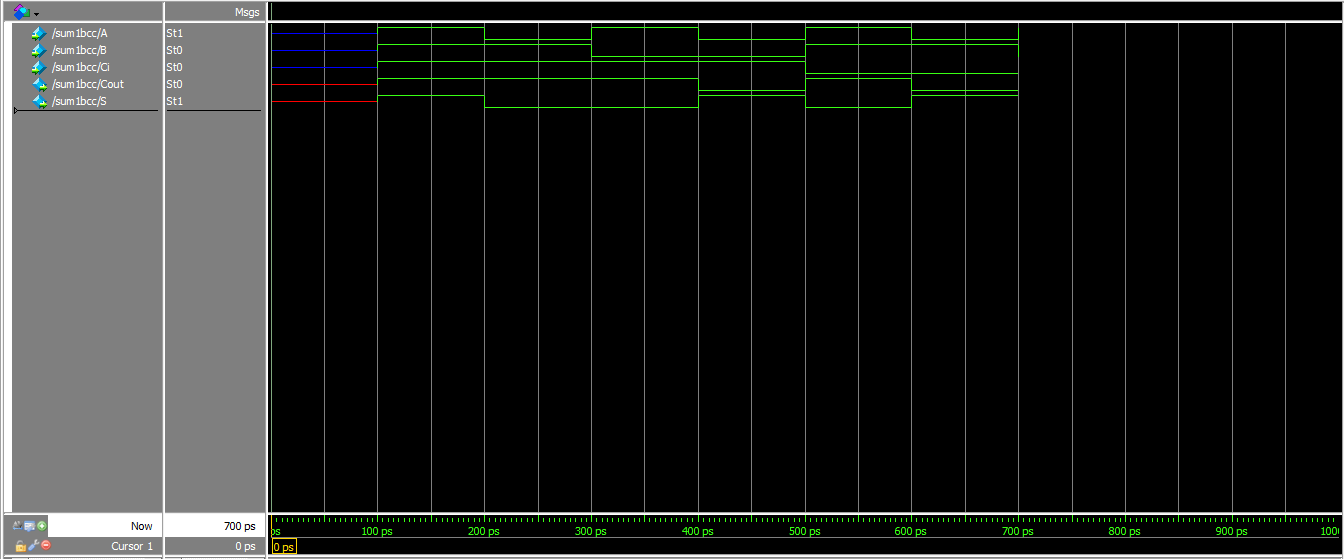 Msgs
/sum1bcc/A St1
/sum1bcc/B St0
/sum1bcc/Ci St0
/sum1bcc/Cout St0
/sum1bcc/S St1
Now 700 ps
ps 100 ps 200 ps 300 ps 400 ps 500 ps 600 ps 700 ps 800 ps 900 ps 1000
Cursor 1 0 ps
0 ps